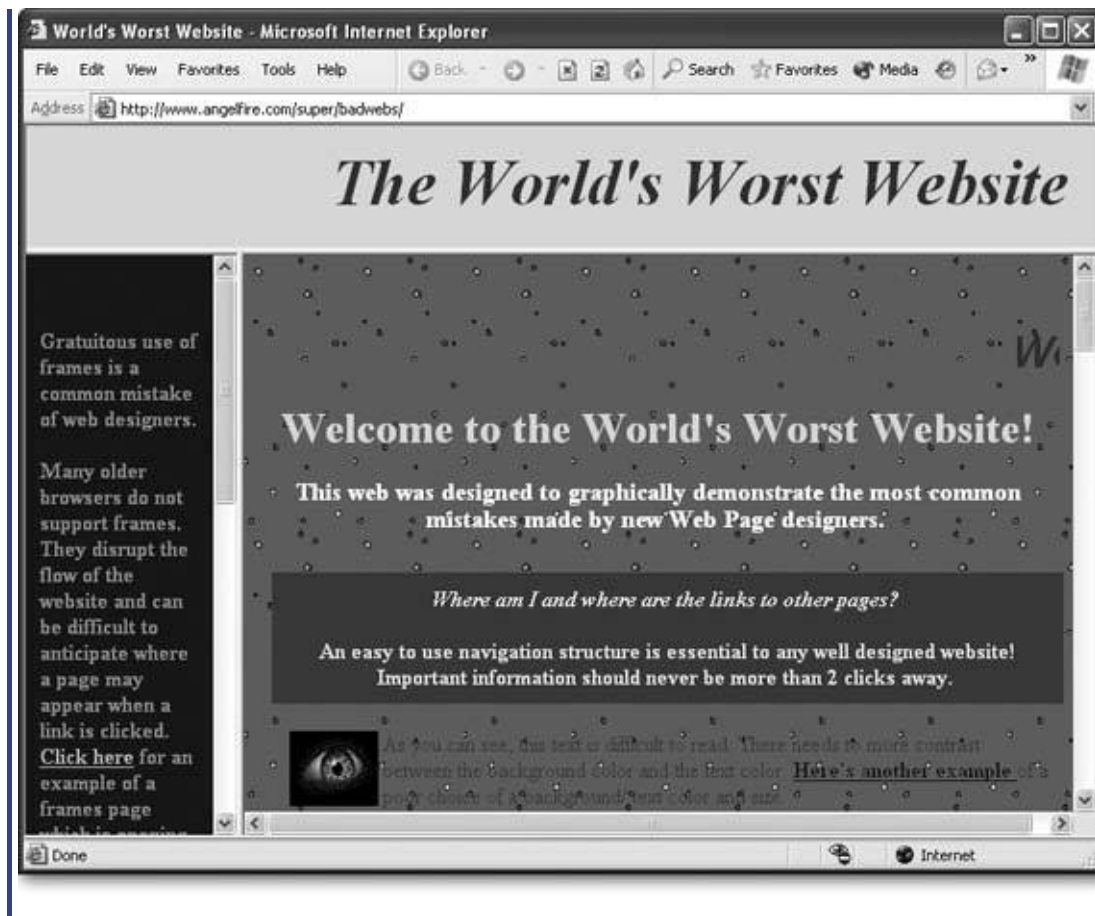 World's Worst Website - Microsoft Internet Explorer
File Edit View Favorites Tools Help Back Search Favorites Media »
Address http://www.angelfire.com/super/badwebs/
The World's Worst Website
Gratuitous use of
frames is a
common mistake
of web designers.
Many older
browsers do not
support frames.
They disrupt the
flow of the
website and can
be difficult to
anticipate where
a page may
appear when a
link is clicked.
Click here for an
example of a
frames page
We
Welcome to the World's Worst Website!
This web was designed to graphically demonstrate the most common
mistakes made by new Web Page designers.
Where am I and where are the links to other pages?
An easy to use navigation structure is essential to any well designed website!
Important information should never be more than 2 clicks away.
As you can see, this text is difficult to read. There needs to more contrast
between the background color and the text color. Here's another example of a
poor choice of a background/text color and size.
Done Internet